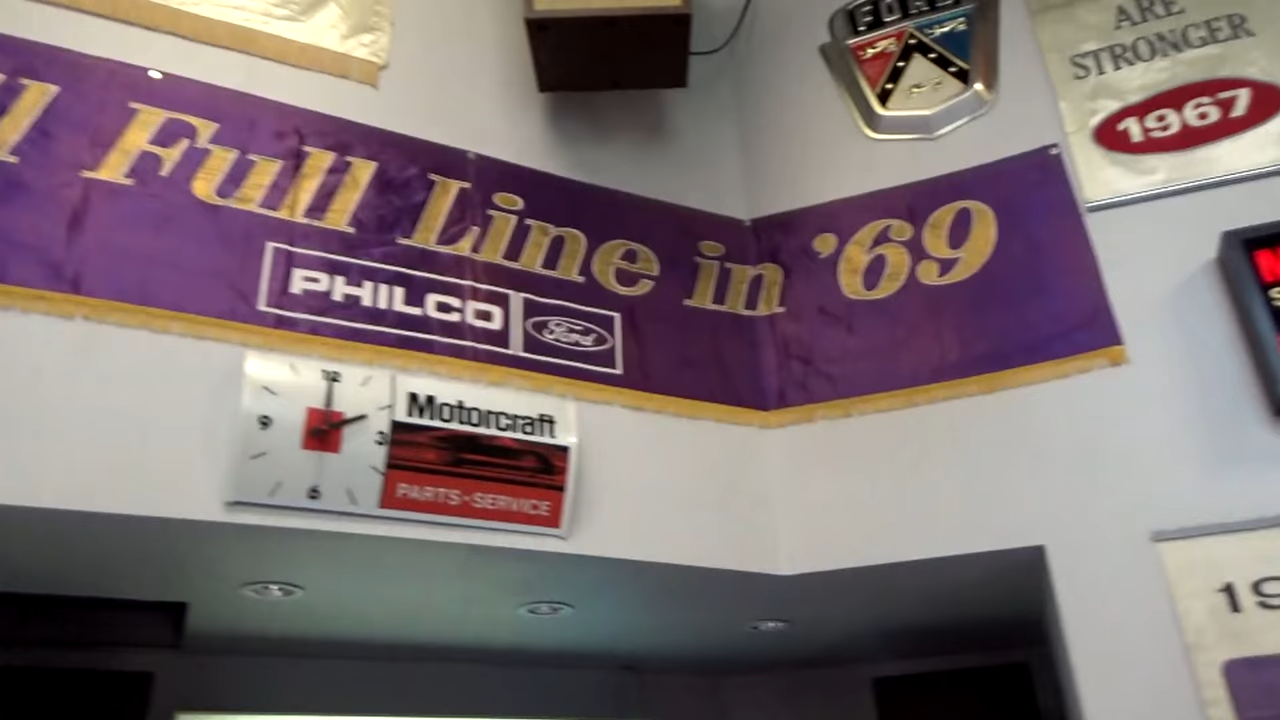 FORD
ARE
STRONGER
1967
Full Line in '69
PHILCO Ford
12
9
3
6
Motorcraft
PARTS·SERVICE